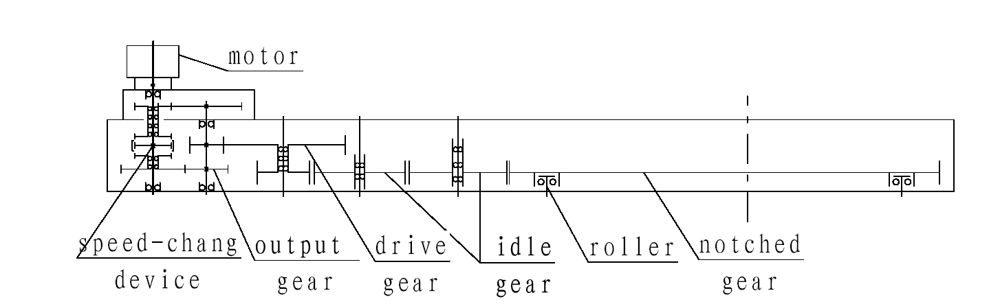 motor
speed-chang
device
output
gear
drive
gear
idle
gear
roller
notched
gear